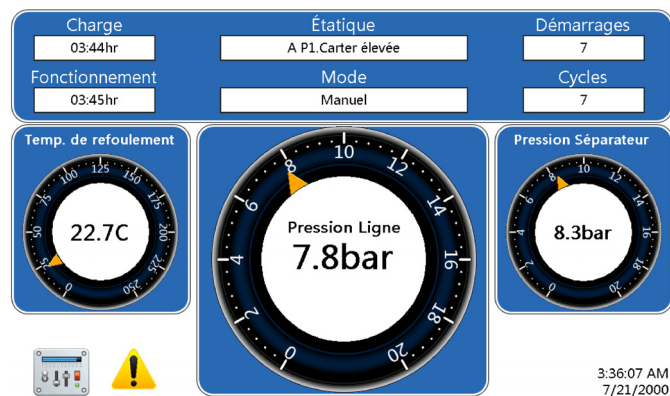 Charge
Étatique
Démarrages
03:44hr
A P1.Carter élevée
7
Fonctionnement
Mode
Cycles
03:45hr
Manuel
7
Temp. de refoulement
0 25 50 75 100 125 150 175 200 225 250
22.7C
0 2 4 6 8 10 12 14 16 18 20
Pression Ligne
7.8bar
Pression Séparateur
0 2 4 6 8 10 12 14 16 18 20
8.3bar
3:36:07 AM
7/21/2000